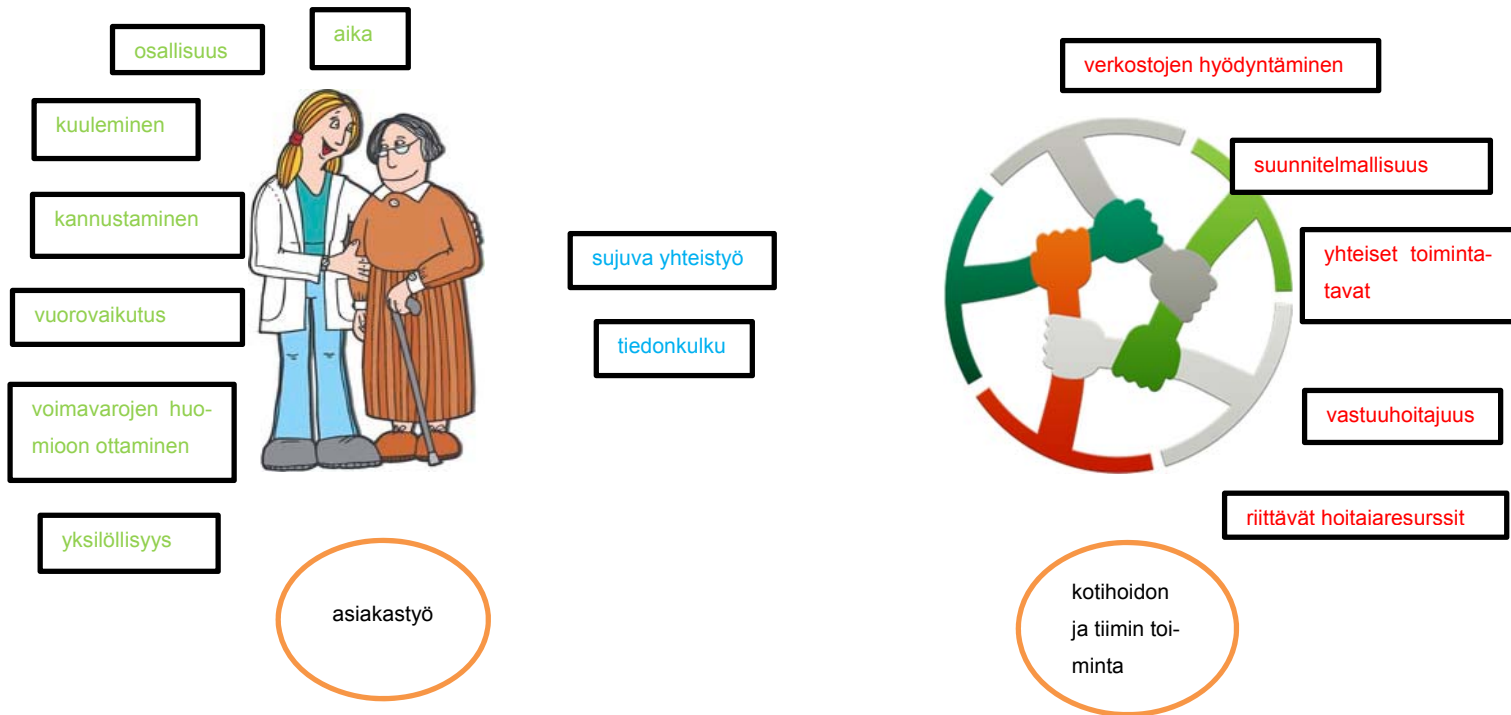 aika
osallisuus
kuuleminen
kannustaminen
vuorovaikutus
voimavarojen huo-
mioon ottaminen
yksilöllisyys
asiakastyö
sujuva yhteistyö
tiedonkulku
verkostojen hyödyntäminen
suunnitelmallisuus
yhteiset toiminta-
tavat
vastuuhoitajuus
riittävät hoitaiaresurssit
kotihoidon
ja tiimin toi-
minta